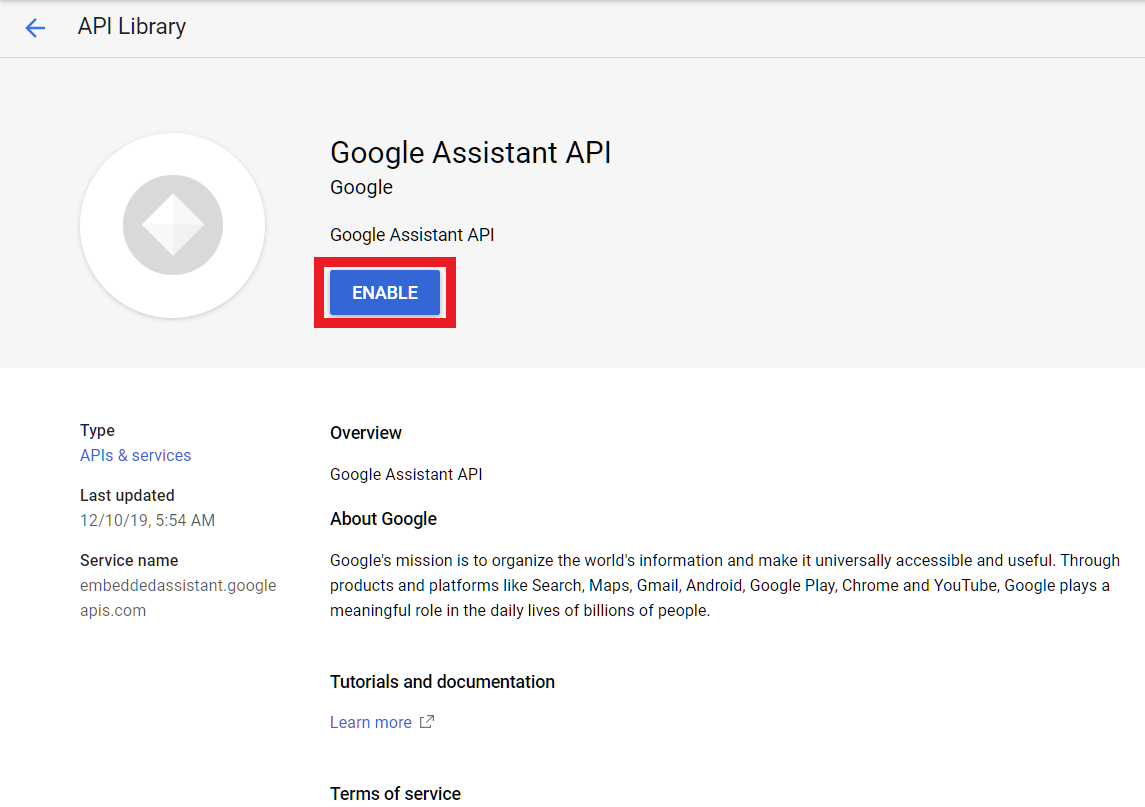 API Library
Google Assistant API
Google
Google Assistant API
ENABLE
Type
APIs & services
Last updated
12/10/19, 5:54 AM
Service name
embeddedassistant.google
apis.com
Overview
Google Assistant API
About Google
Google's mission is to organize the world's information and make it universally accessible and useful. Through
products and platforms like Search, Maps, Gmail, Android, Google Play, Chrome and YouTube, Google plays a
meaningful role in the daily lives of billions of people.
Tutorials and documentation
Learn more
Terms of service